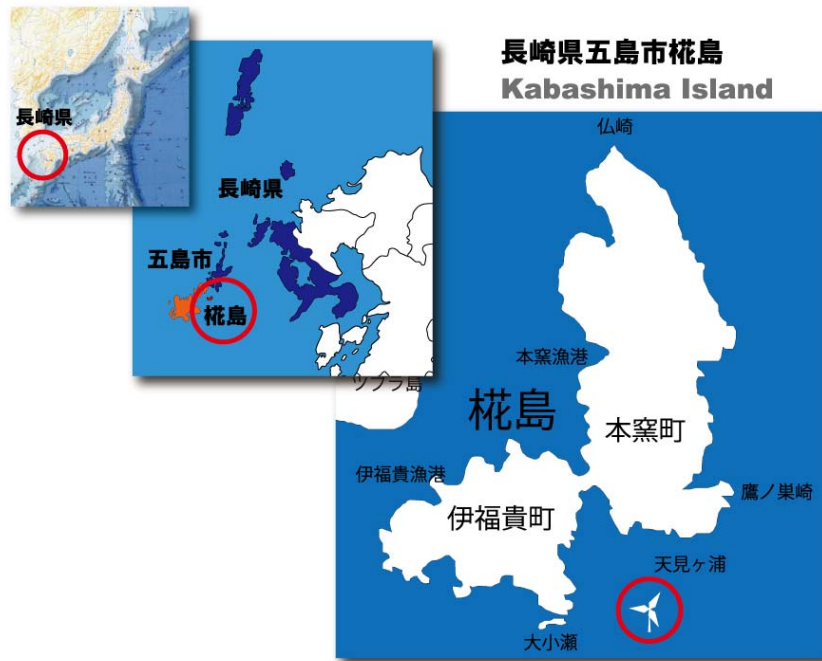 長崎県五島市椛島
Kabashima Island
長崎県
長崎県
五島市
椛島
仏崎
本窯漁港
ツブラ島
椛島
本窯町
伊福貴漁港
伊福貴町
鷹ノ巣崎
天見ヶ浦
大小瀬